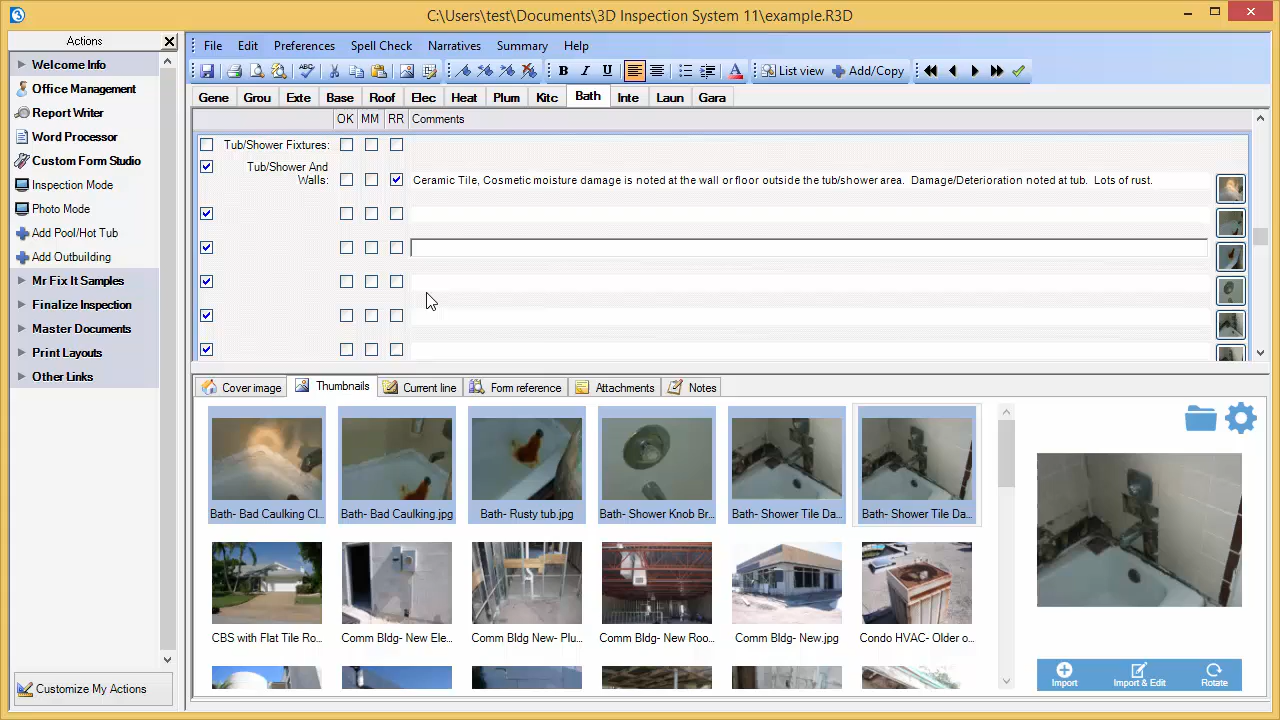 C:\Users\test\Documents\3D Inspection System 11\example.R3D
Actions
File Edit Preferences Spell Check Narratives Summary Help
B I U A List view Add/Copy
Welcome Info
Office Management
Report Writer
Word Processor
Custom Form Studio
Inspection Mode
Photo Mode
Add Pool/Hot Tub
Add Outbuilding
Mr Fix It Samples
Finalize Inspection
Master Documents
Print Layouts
Other Links
Customize My Actions
Gene Grou Exte Base Roof Elec Heat Plum Kitc Bath Inte Laun Gara
OK MM RR Comments
Tub/Shower Fixtures:
Tub/Shower And
Walls: Ceramic Tile, Cosmetic moisture damage is noted at the wall or floor outside the tub/shower area. Damage/Deterioration noted at tub. Lots of rust.
Cover image Thumbnails Current line Form reference Attachments Notes
Bath- Bad Caulking Cl... Bath- Bad Caulking.jpg Bath- Rusty tub.jpg Bath- Shower Knob Br... Bath- Shower Tile Da... Bath- Shower Tile Da...
CBS with Flat Tile Ro... Comm Bldg- New Ele... Comm Bldg New- Plu... Comm Bldg- New Roo... Comm Bldg- New.jpg Condo HVAC- Older o...
Import Import & Edit Rotate